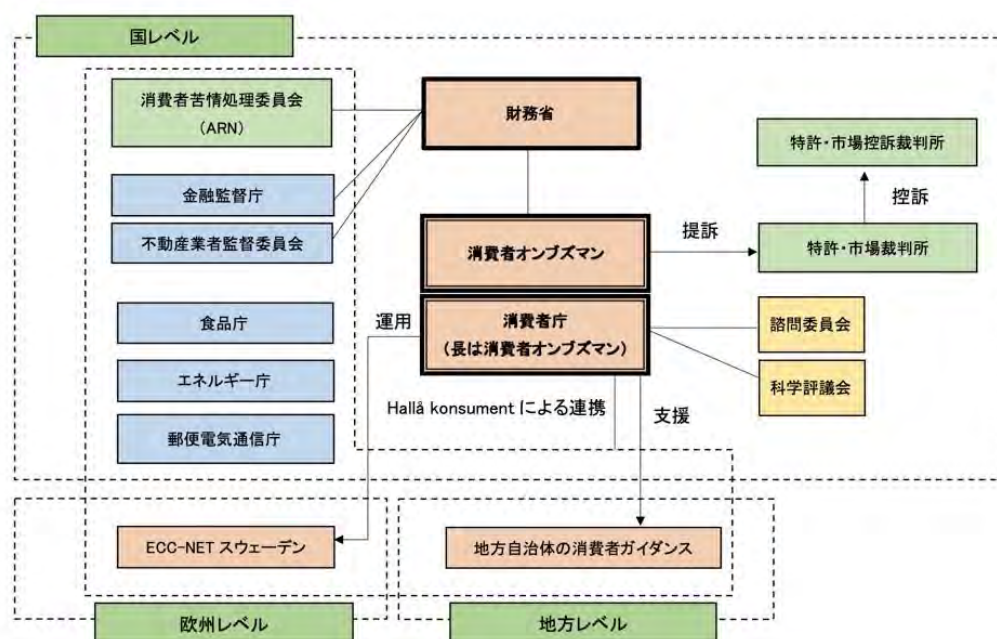 国レベル
消費者苦情処理委員会
（ARN）
財務省
特許・市場控訴裁判所
金融監督庁
控訴
不動産業者監督委員会
消費者オンブズマン
提訴
特許・市場裁判所
食品庁
運用
消費者庁
（長は消費者オンブズマン）
諮問委員会
エネルギー庁
科学評議会
Hallå konsument による連携
支援
郵便電気通信庁
ECC-NET スウェーデン
地方自治体の消費者ガイダンス
欧州レベル
地方レベル